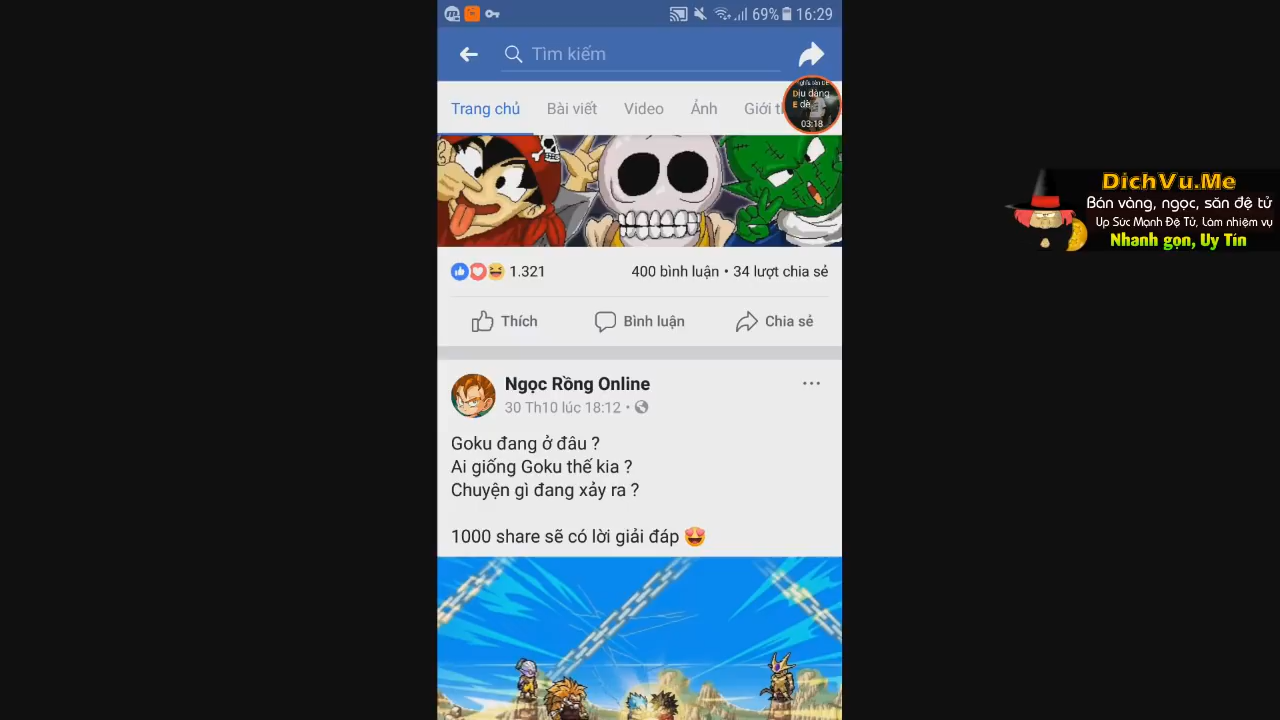 69% 16:29
Tìm kiếm
Trang chủ Bài viết Video Ảnh Giới
Dịu dàng
03:18
DichVu.Me
Bán vàng, ngọc, săn đệ tử
Up Sức Mạnh Đệ Tử, Làm nhiệm vụ
Nhanh gọn, Uy Tín
1.321 400 bình luận • 34 lượt chia sẻ
Thích Bình luận Chia sẻ
Ngọc Rồng Online
30 Th10 lúc 18:12 •
Goku đang ở đâu ?
Ai giống Goku thế kia ?
Chuyện gì đang xảy ra ?
1000 share sẽ có lời giải đáp 😍